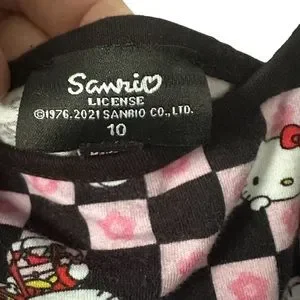 Sanrio
LICENSE
©1976, 2021 SANRIO CO., LTD.
10